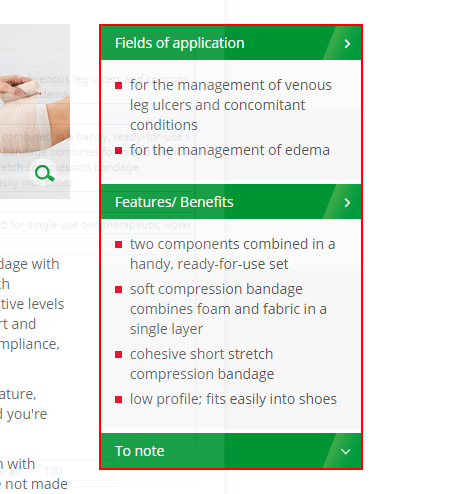 Fields of application
for the management of venous
leg ulcers and concomitant
conditions
for the management of edema
Features/ Benefits
two components combined in a
handy, ready-for-use set
soft compression bandage
combines foam and fabric in a
single layer
cohesive short stretch
compression bandage
low profile; fits easily into shoes
To note
dage with
tive levels
rt and
mpliance,
ature,
d you're
n with
e not made
100